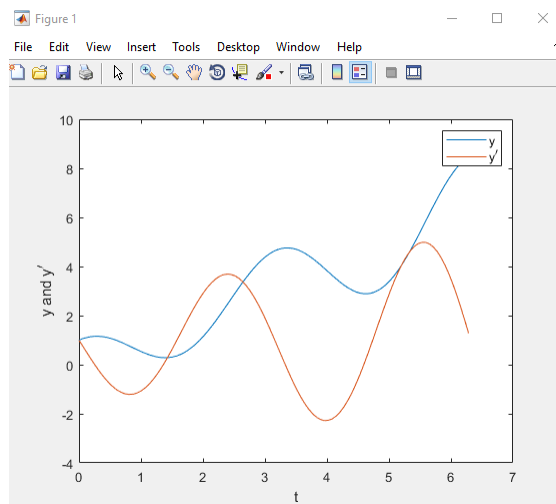 Figure 1
File Edit View Insert Tools Desktop Window Help
10
8
6
4
2
0
-2
-4
y and y′
y
y′
0 1 2 3 4 5 6 7
t